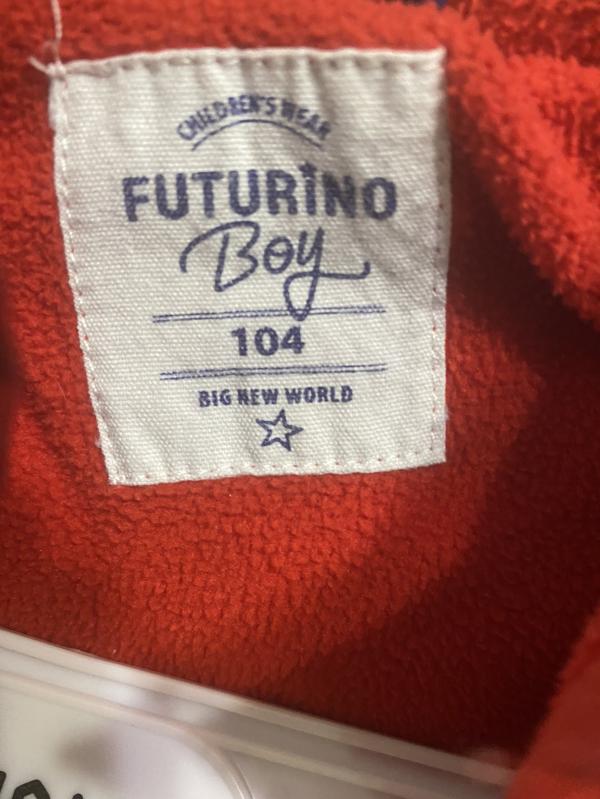 CHILDREN'S WEAR
FUTURINO
Boy
104
BIG NEW WORLD